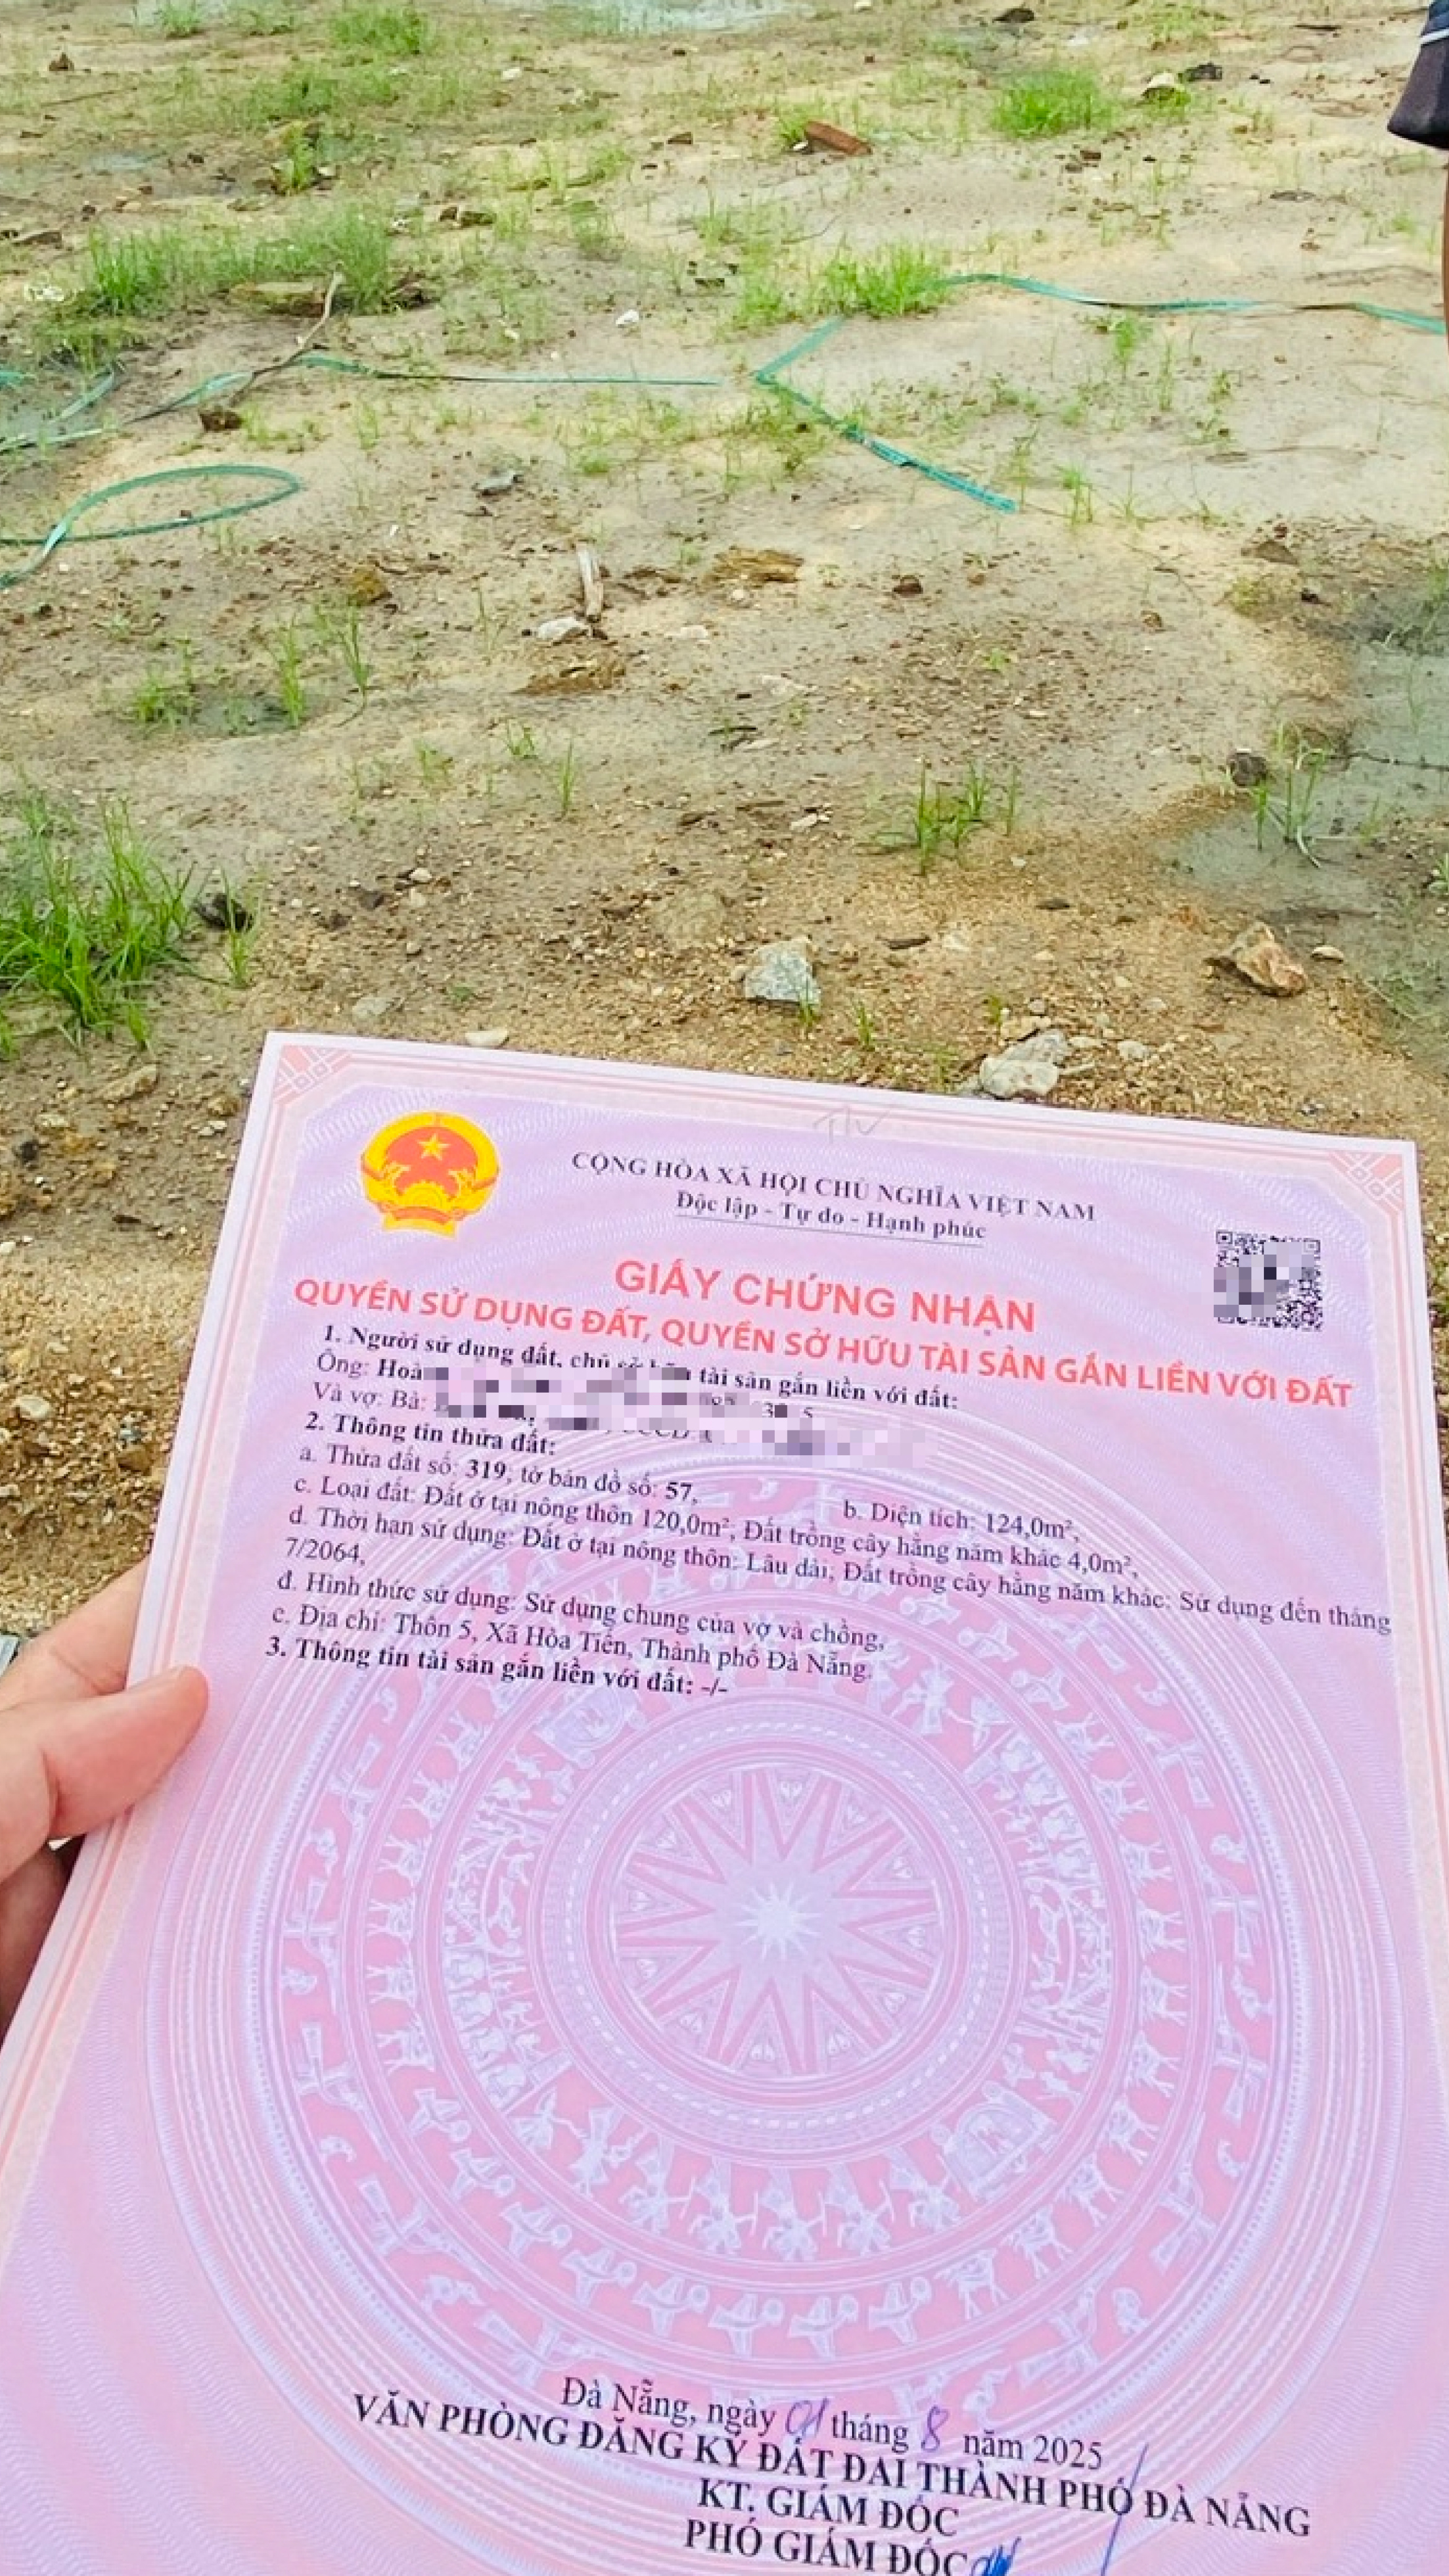 CỘNG HÒA XÃ HỘI CHỦ NGHĨA VIỆT NAM
Độc lập - Tự do - Hạnh phúc
GIẤY CHỨNG NHẬN
QUYỀN SỬ DỤNG ĐẤT, QUYỀN SỞ HỮU TÀI SẢN GẮN LIỀN VỚI ĐẤT
1. Người sử dụng đất, chủ tài sản gắn liền với đất:
Ông:
Và vợ: Bà:
2. Thông tin thửa đất:
a. Thửa đất số: 319, tờ bản đồ số: 57,
b. Diện tích: 124,0m²,
c. Loại đất: Đất ở tại nông thôn 120,0m², Đất trồng cây hằng năm khác 4,0m²,
d. Thời hạn sử dụng: Đất ở tại nông thôn: Lâu dài; Đất trồng cây hằng năm khác: Sử dụng đến tháng
7/2064,
đ. Hình thức sử dụng: Sử dụng chung của vợ và chồng,
e. Địa chỉ: Thôn 5, Xã Hòa Tiến, Thành phố Đà Nẵng.
3. Thông tin tài sản gắn liền với đất: -/-
Đà Nẵng, ngày 01 tháng 8 năm 2025
VĂN PHÒNG ĐĂNG KÝ ĐẤT ĐAI THÀNH PHỐ ĐÀ NẴNG
KT. GIÁM ĐỐC
PHÓ GIÁM ĐỐC